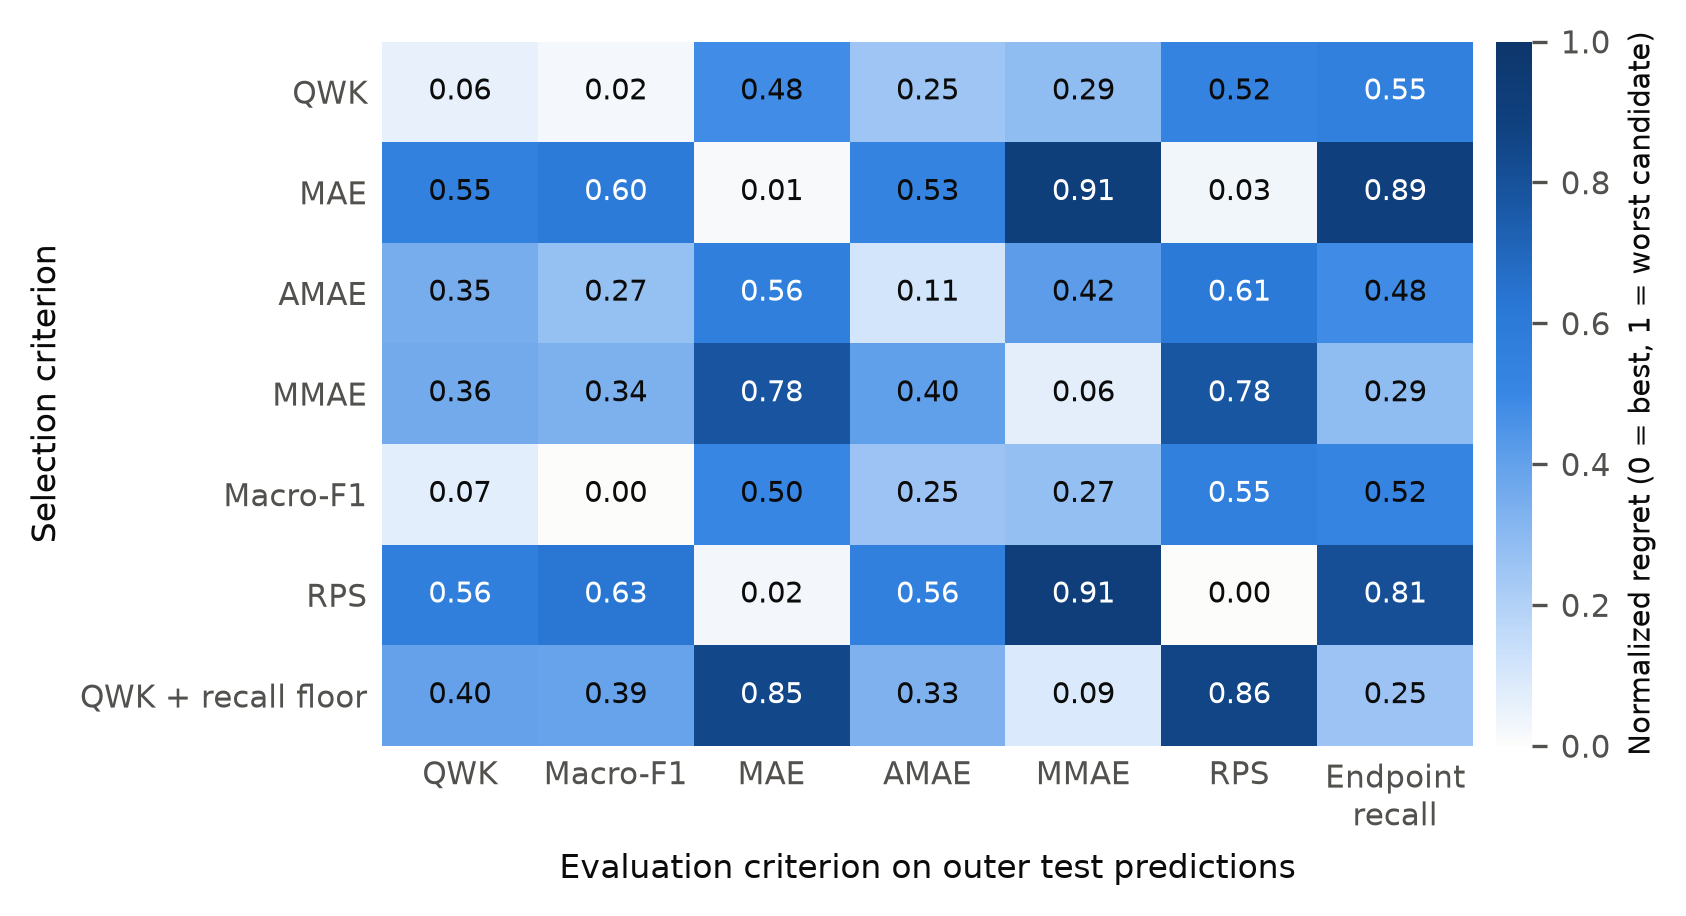 QWK 0.06 0.02 0.48 0.25 0.29 0.52 0.55
MAE 0.55 0.60 0.01 0.53 0.91 0.03 0.89
AMAE 0.35 0.27 0.56 0.11 0.42 0.61 0.48
MMAE 0.36 0.34 0.78 0.40 0.06 0.78 0.29
Macro-F1 0.07 0.00 0.50 0.25 0.27 0.55 0.52
RPS 0.56 0.63 0.02 0.56 0.91 0.00 0.81
QWK + recall floor 0.40 0.39 0.85 0.33 0.09 0.86 0.25
QWK Macro-F1 MAE AMAE MMAE RPS Endpoint
recall
Evaluation criterion on outer test predictions
Selection criterion
1.0
0.8
0.6
0.4
0.2
0.0
Normalized regret (0 = best, 1 = worst candidate)